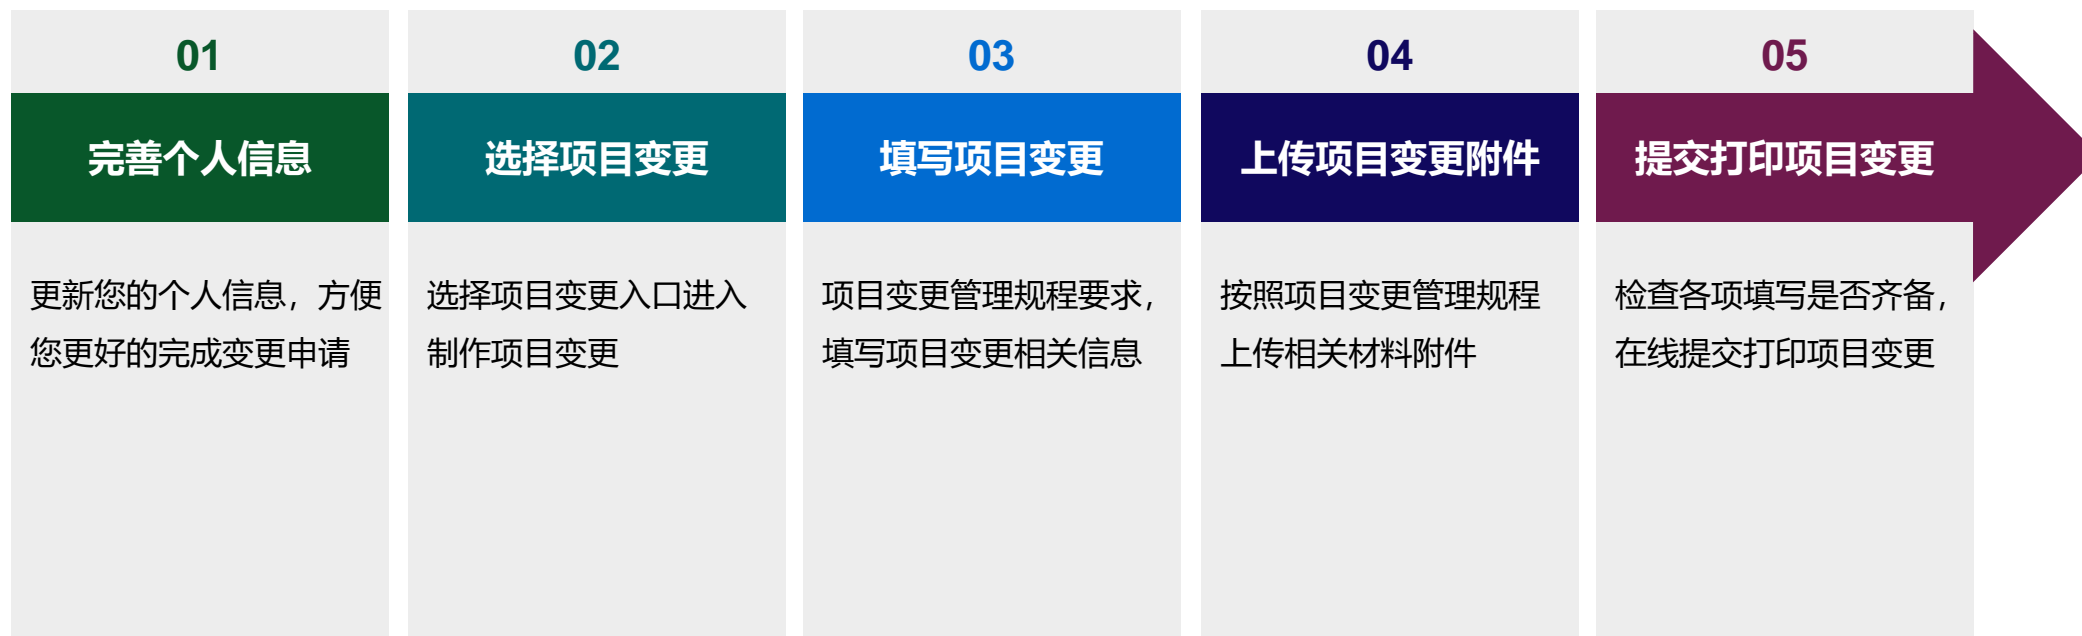 01
完善个人信息
更新您的个人信息，方便
您更好的完成变更申请
02
选择项目变更
选择项目变更入口进入
制作项目变更
03
填写项目变更
项目变更管理规程要求，
填写项目变更相关信息
04
上传项目变更附件
按照项目变更管理规程
上传相关材料附件
05
提交打印项目变更
检查各项填写是否齐备，
在线提交打印项目变更